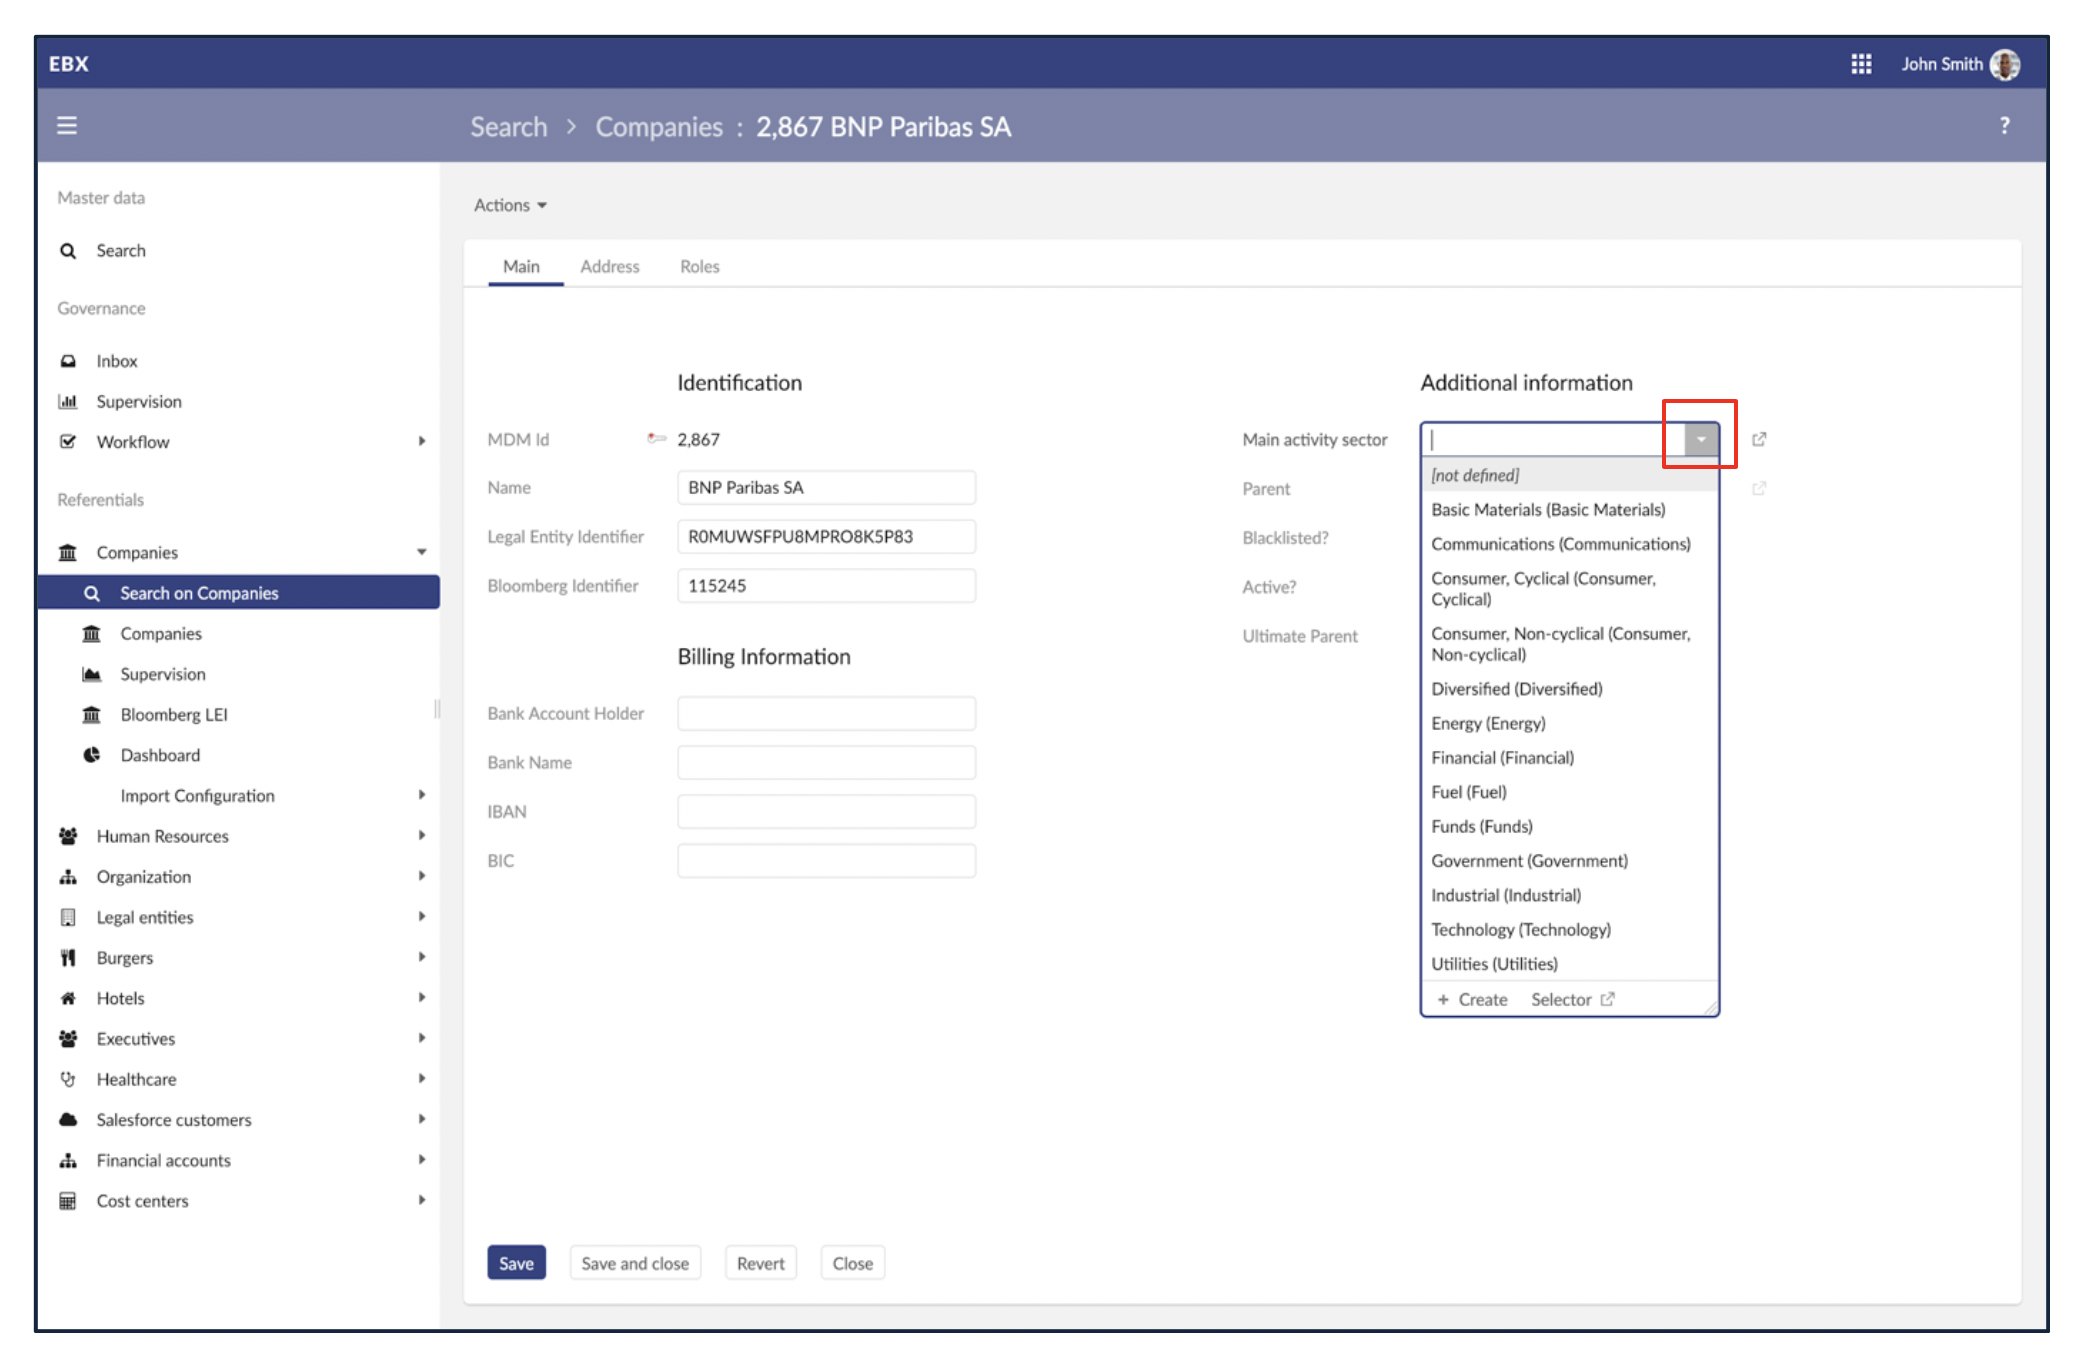 EBX
John Smith
Search > Companies : 2,867 BNP Paribas SA
?
Master data
Search
Governance
Inbox
Supervision
Workflow
Referentials
Companies
Search on Companies
Companies
Supervision
Bloomberg LEI
Dashboard
Import Configuration
Human Resources
Organization
Legal entities
Burgers
Hotels
Executives
Healthcare
Salesforce customers
Financial accounts
Cost centers
Actions
Main
Address
Roles
Identification
MDM Id
2,867
Name
BNP Paribas SA
Legal Entity Identifier
R0MUWSFPU8MPRO8K5P83
Bloomberg Identifier
115245
Billing Information
Bank Account Holder
Bank Name
IBAN
BIC
Additional information
Main activity sector
Parent
Blacklisted?
Active?
Ultimate Parent
[not defined]
Basic Materials (Basic Materials)
Communications (Communications)
Consumer, Cyclical (Consumer,
Cyclical)
Consumer, Non-cyclical (Consumer,
Non-cyclical)
Diversified (Diversified)
Energy (Energy)
Financial (Financial)
Fuel (Fuel)
Funds (Funds)
Government (Government)
Industrial (Industrial)
Technology (Technology)
Utilities (Utilities)
+ Create
Selector
Save
Save and close
Revert
Close